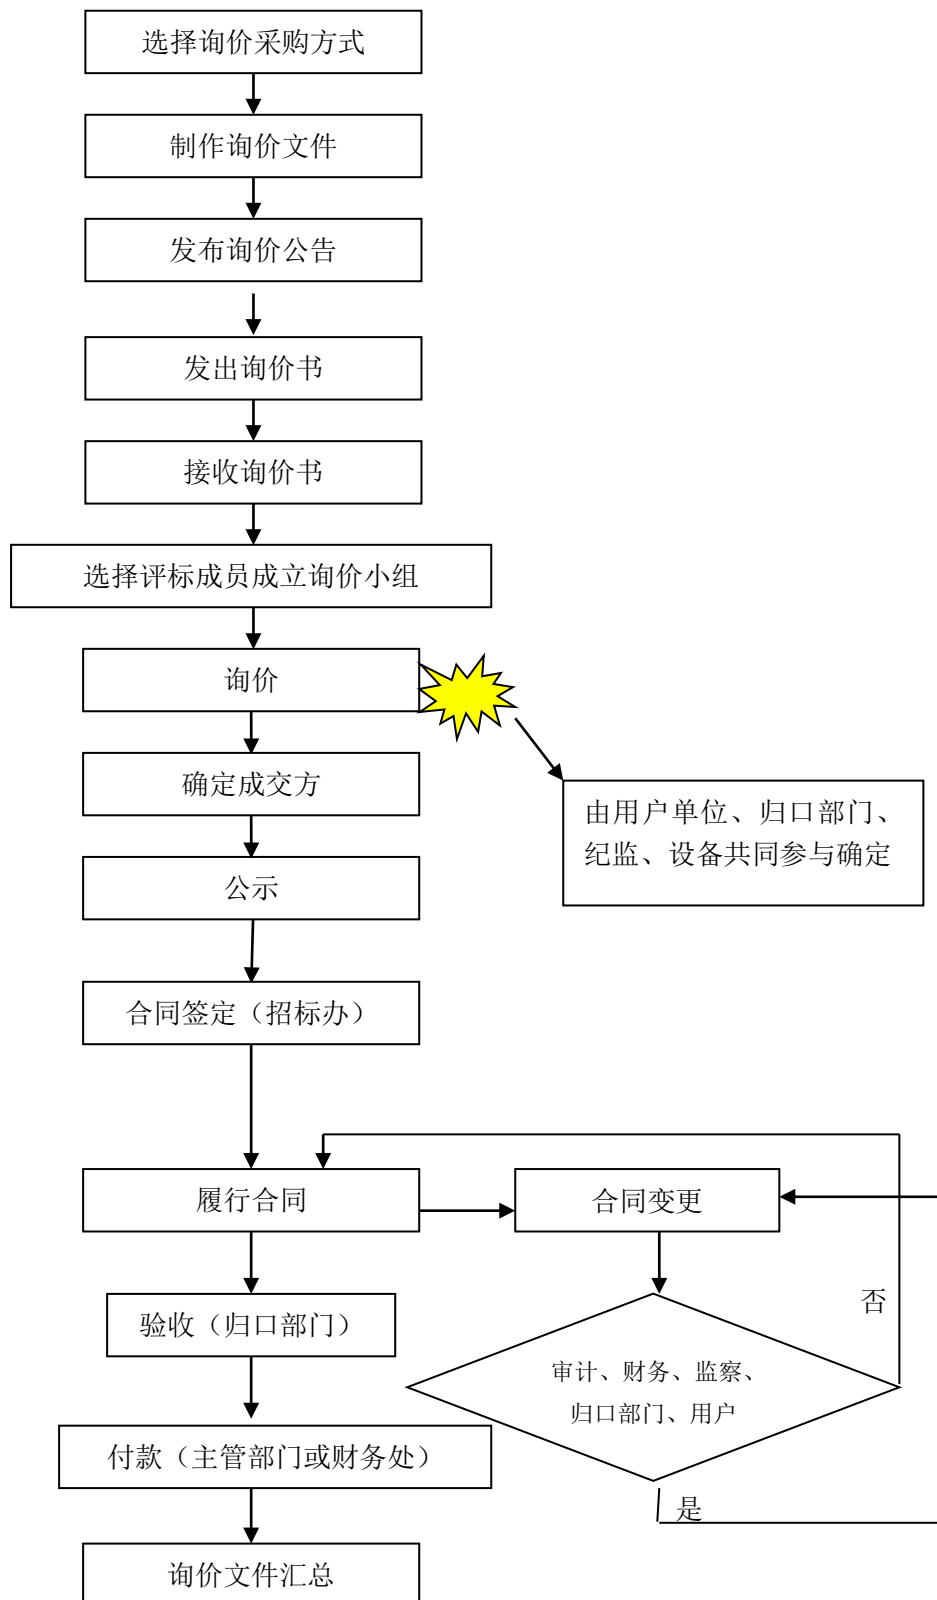 选择询价采购方式
制作询价文件
发布询价公告
发出询价书
接收询价书
选择评标成员成立询价小组
询价
确定成交方
由用户单位、归口部门、
纪监、设备共同参与确定
公示
合同签定（招标办）
履行合同
合同变更
否
验收（归口部门）
审计、财务、监察、
归口部门、用户
付款（主管部门或财务处）
是
询价文件汇总